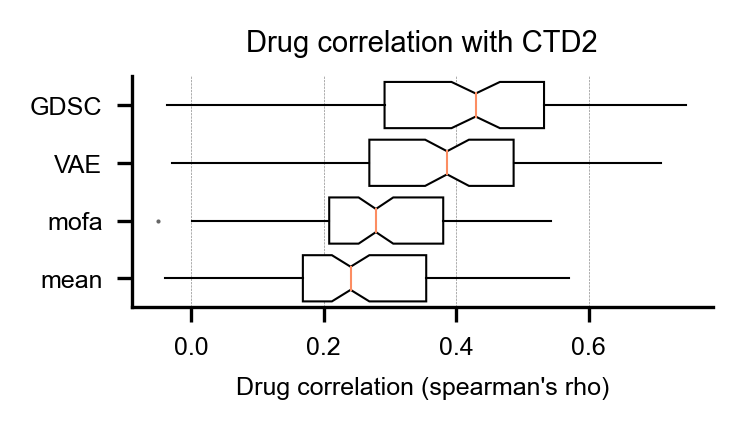 Drug correlation with CTD2
GDSC
VAE
mofa
mean
0.0 0.2 0.4 0.6
Drug correlation (spearman's rho)